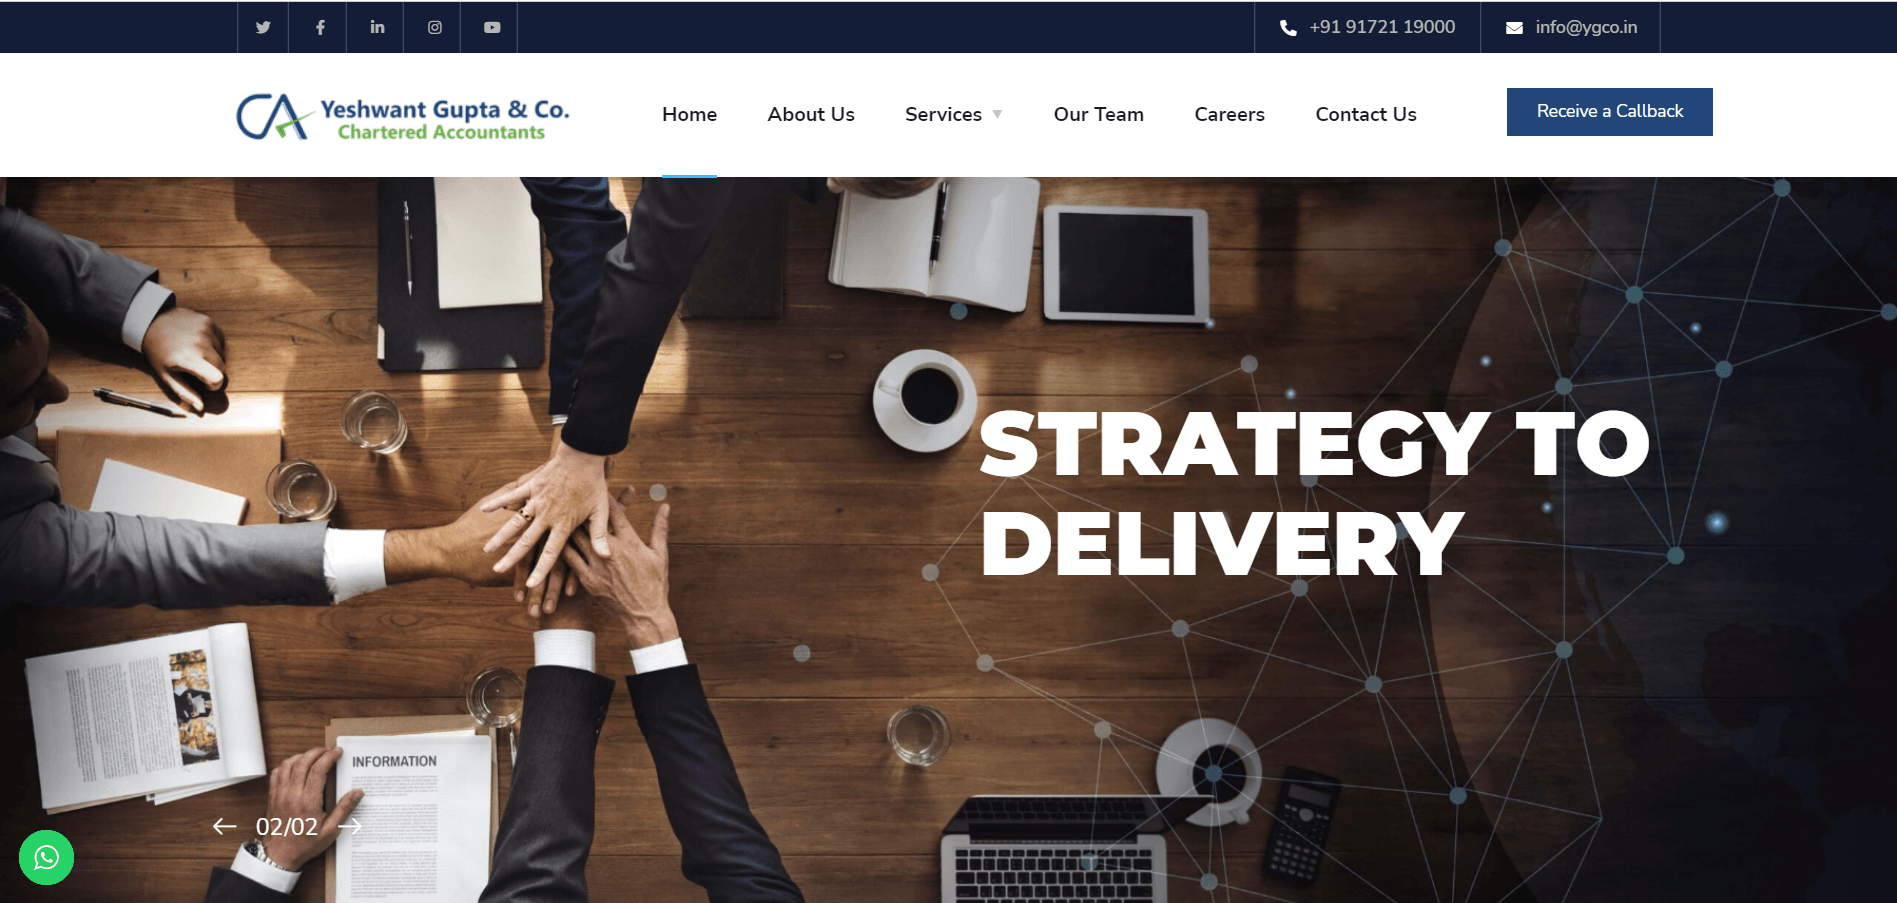 +91 91721 19000
info@ygco.in
CA Yeshwant Gupta & Co.
Chartered Accountants
Home
About Us
Services
Our Team
Careers
Contact Us
Receive a Callback
STRATEGY TO
DELIVERY
INFORMATION
02/02